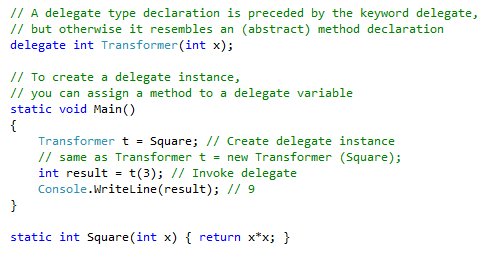 // A delegate type declaration is preceded by the keyword delegate,
// but otherwise it resembles an (abstract) method declaration
delegate int Transformer(int x);
// To create a delegate instance,
// you can assign a method to a delegate variable
static void Main()
{
    Transformer t = Square; // Create delegate instance
    // same as Transformer t = new Transformer (Square);
    int result = t(3); // Invoke delegate
    Console.WriteLine(result); // 9
}
static int Square(int x) { return x*x; }